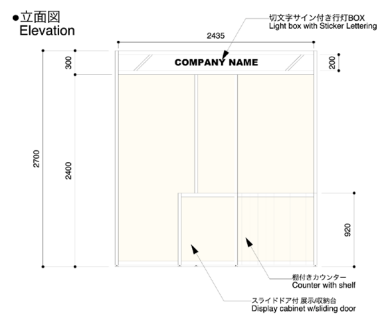 ●立面図
Elevation
切文字サイン付き行灯BOX
Light box with Sticker Lettering
2435
300
COMPANY NAME
200
2700
2400
920
棚付きカウンター
Counter with shelf
スライドドア付 展示/収納台
Display cabinet w/sliding door